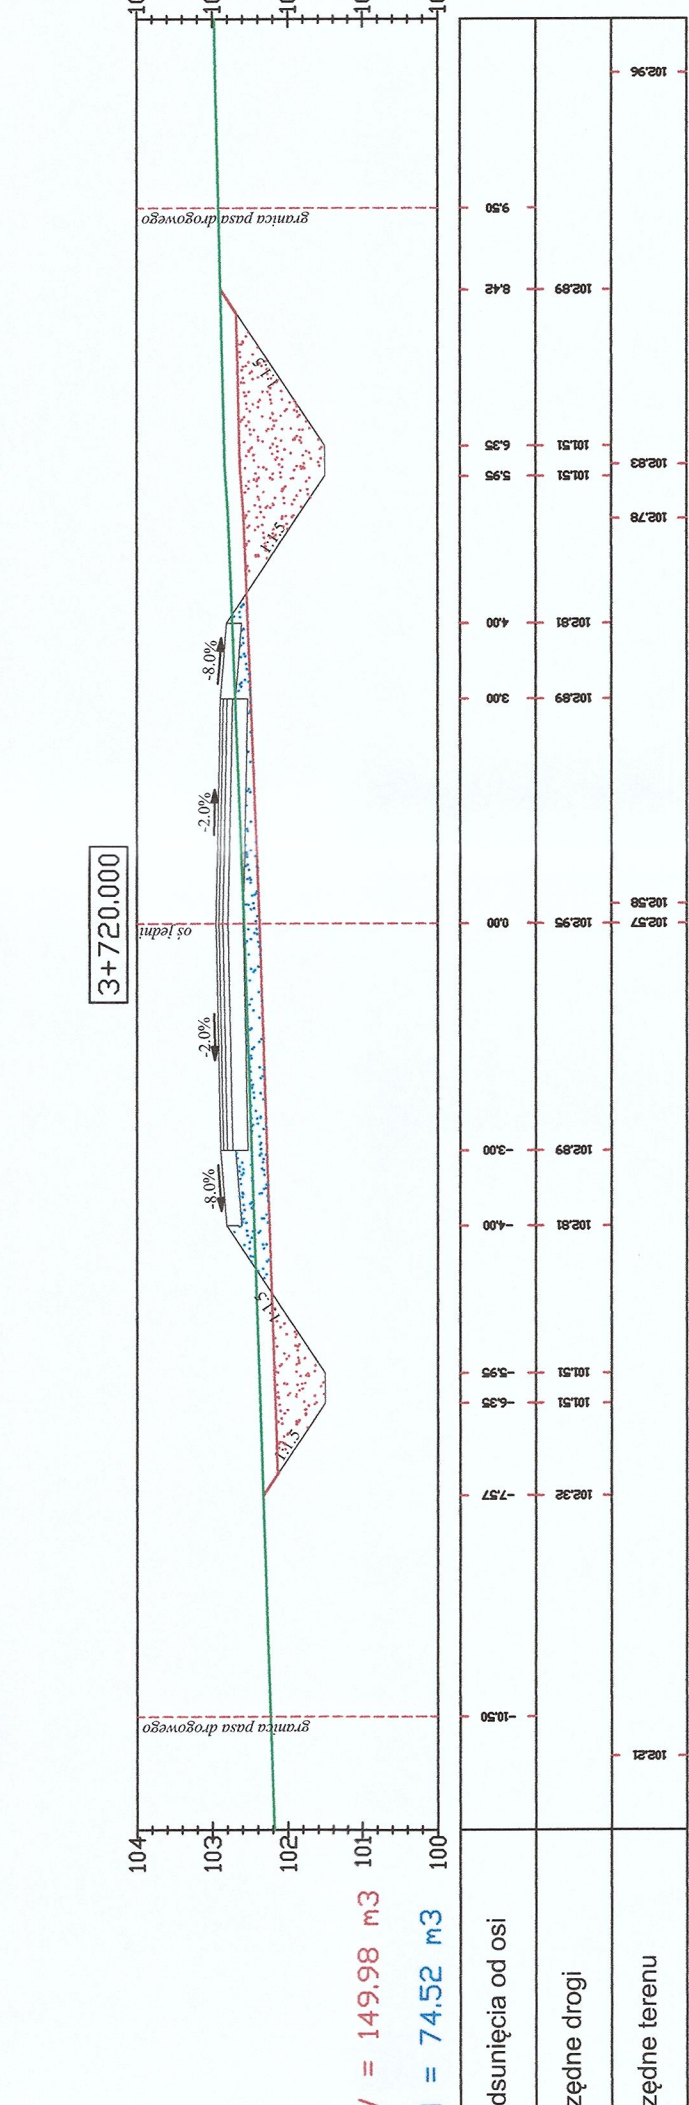 3+720.000
-8.0%
-2.0%
-2.0%
-8.0%
1:1.5
1:1.5
1:1.5
1:1.5
granica pasa drogowego
oś jedni
granica pasa drogowego
104
103
102
101
100
= 149.98 m3
= 74.52 m3
dsunięcia od osi
-10.50 -7.57 -6.35 -5.95 -4.00 -3.00 0.00 3.00 4.00 5.95 6.35 8.42 9.50
zędne drogi
102.32 101.51 101.51 102.81 102.89 102.95 102.89 102.81 101.51 101.51 102.89
zędne terenu
102.21 102.57 102.58 102.78 102.83 102.96